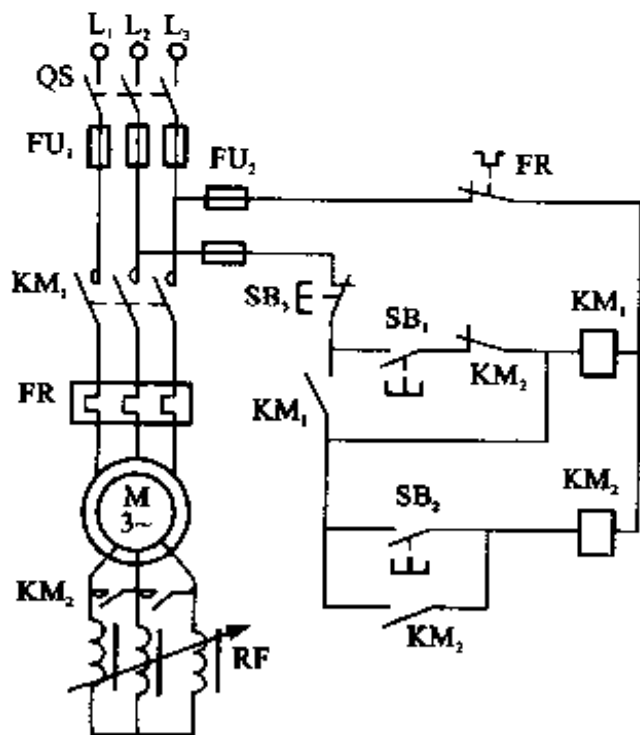 L₁ L₂ L₃
QS
FU₁
FU₂
FR
KM₁
SB₃
SB₁
KM₁
KM₂
FR
KM₁
M
3~
SB₂
KM₂
KM₂
KM₂
RF